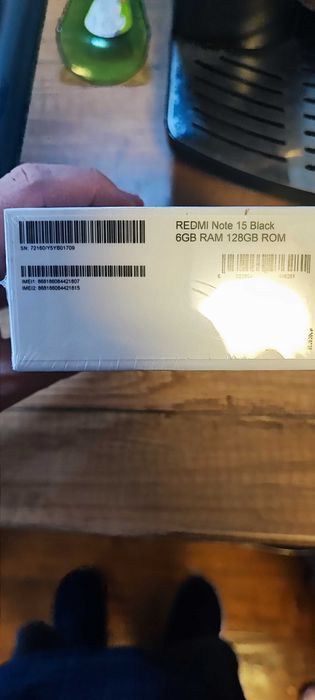 REDMI Note 15 Black
6GB RAM 128GB ROM
SN: 72160/Y5YB01709
IMEI1: 868186084421807
IMEI2: 868186084421815